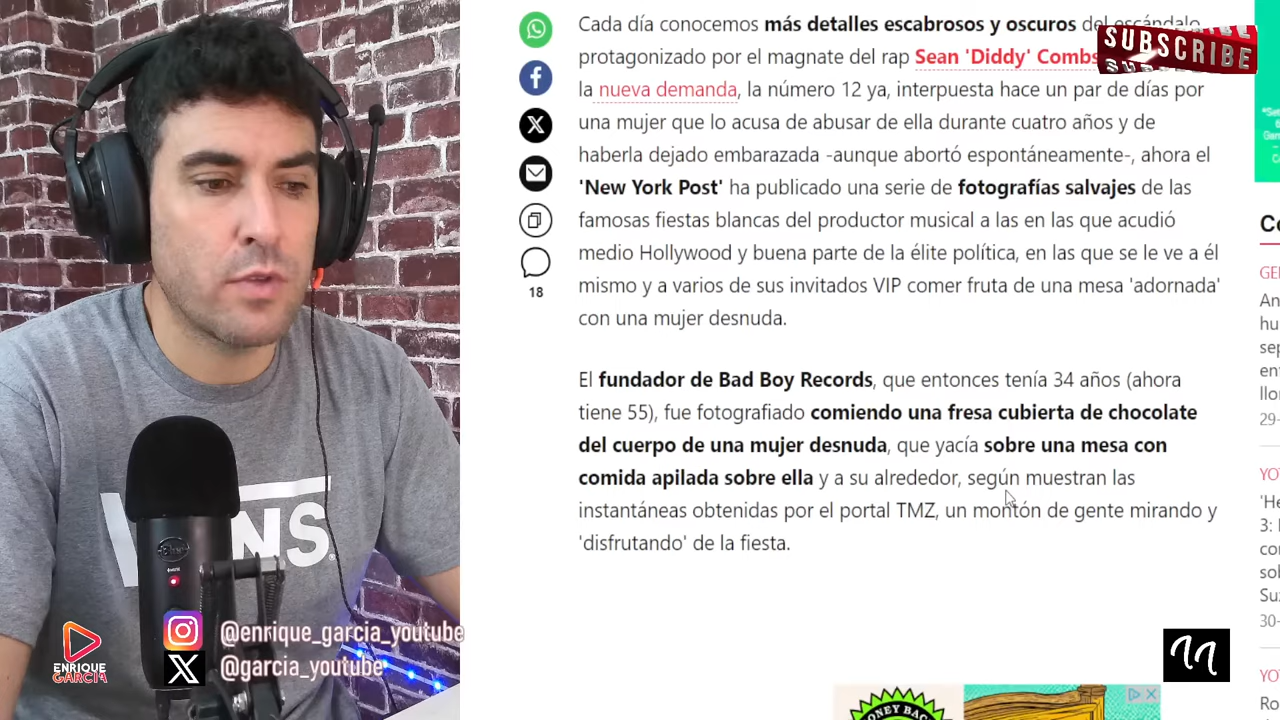 Cada día conocemos más detalles escabrosos y oscuros del escándalo
protagonizado por el magnate del rap Sean 'Diddy' Combs
la nueva demanda, la número 12 ya, interpuesta hace un par de días por
una mujer que lo acusa de abusar de ella durante cuatro años y de
haberla dejado embarazada -aunque abortó espontáneamente-, ahora el
'New York Post' ha publicado una serie de fotografías salvajes de las
famosas fiestas blancas del productor musical a las en las que acudió
medio Hollywood y buena parte de la élite política, en las que se le ve a él
mismo y a varios de sus invitados VIP comer fruta de una mesa 'adornada'
con una mujer desnuda.
El fundador de Bad Boy Records, que entonces tenía 34 años (ahora
tiene 55), fue fotografiado comiendo una fresa cubierta de chocolate
del cuerpo de una mujer desnuda, que yacía sobre una mesa con
comida apilada sobre ella y a su alrededor, según muestran las
instantáneas obtenidas por el portal TMZ, un montón de gente mirando y
'disfrutando' de la fiesta.
18
SUBSCRIBE
VANS
blue
@enrique_garcia_youtube
@garcia_youtube
ENRIQUE
GARCIA
MONEY BACK
29-
3:
30-